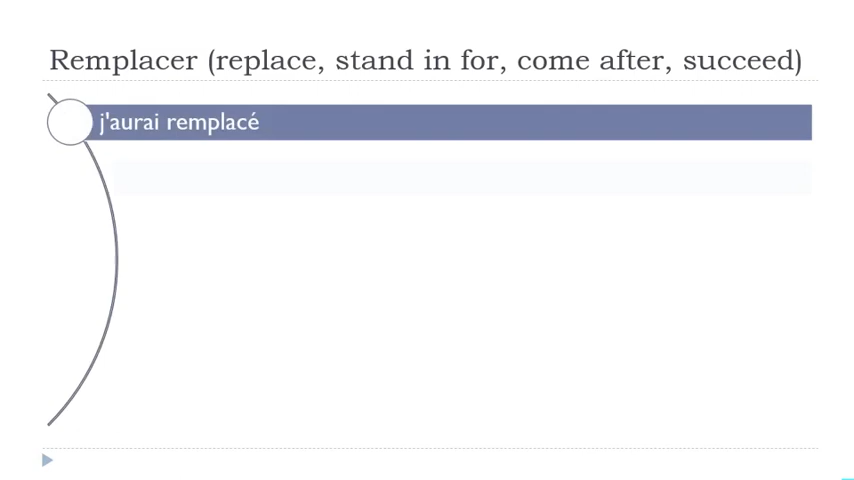 Remplacer (replace, stand in for, come after, succeed)
j'aurai remplacé